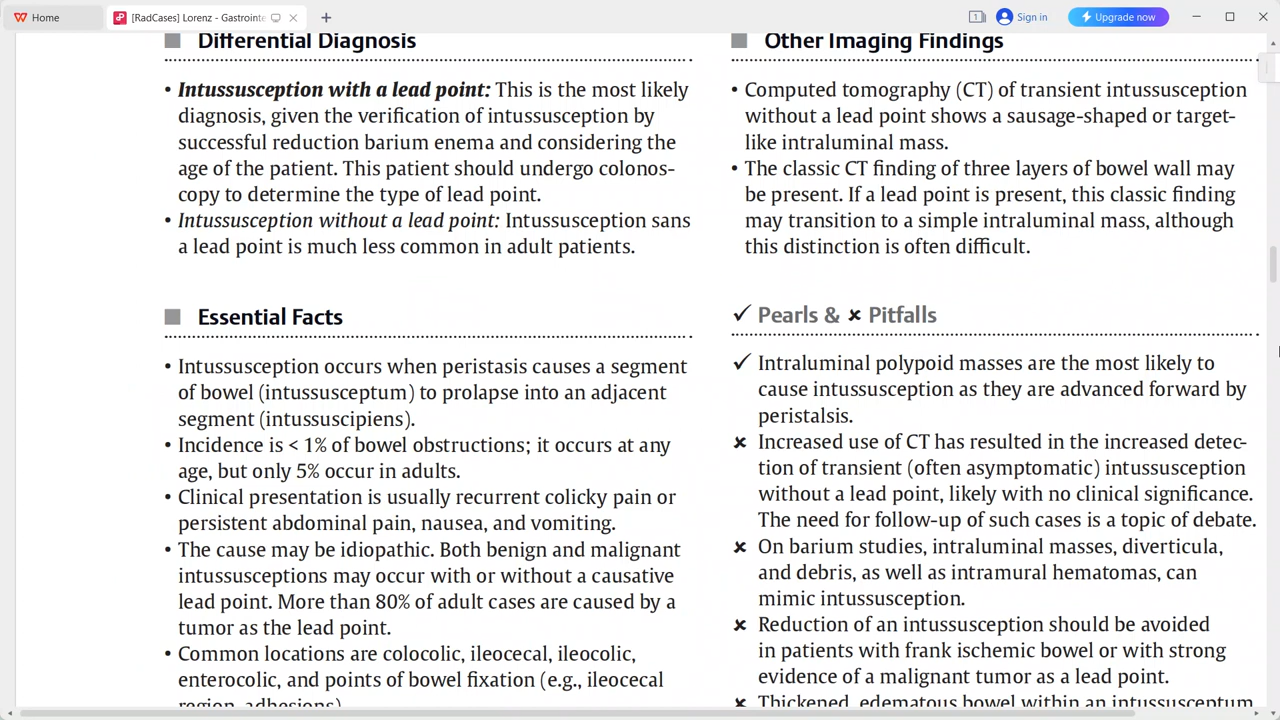 Home
[RadCases] Lorenz - Gastrointe
1
Sign in
Upgrade now
Differential Diagnosis
• Intussusception with a lead point: This is the most likely
diagnosis, given the verification of intussusception by
successful reduction barium enema and considering the
age of the patient. This patient should undergo colonos-
copy to determine the type of lead point.
• Intussusception without a lead point: Intussusception sans
a lead point is much less common in adult patients.
Essential Facts
• Intussusception occurs when peristasis causes a segment
of bowel (intussusceptum) to prolapse into an adjacent
segment (intussuscipiens).
• Incidence is < 1% of bowel obstructions; it occurs at any
age, but only 5% occur in adults.
• Clinical presentation is usually recurrent colicky pain or
persistent abdominal pain, nausea, and vomiting.
• The cause may be idiopathic. Both benign and malignant
intussusceptions may occur with or without a causative
lead point. More than 80% of adult cases are caused by a
tumor as the lead point.
• Common locations are colocolic, ileocecal, ileocolic,
enterocolic, and points of bowel fixation (e.g., ileocecal
region, adhesions).
Other Imaging Findings
• Computed tomography (CT) of transient intussusception
without a lead point shows a sausage-shaped or target-
like intraluminal mass.
• The classic CT finding of three layers of bowel wall may
be present. If a lead point is present, this classic finding
may transition to a simple intraluminal mass, although
this distinction is often difficult.
✓ Pearls & ✘ Pitfalls
✓ Intraluminal polypoid masses are the most likely to
cause intussusception as they are advanced forward by
peristalsis.
✘ Increased use of CT has resulted in the increased detec-
tion of transient (often asymptomatic) intussusception
without a lead point, likely with no clinical significance.
The need for follow-up of such cases is a topic of debate.
✘ On barium studies, intraluminal masses, diverticula,
and debris, as well as intramural hematomas, can
mimic intussusception.
✘ Reduction of an intussusception should be avoided
in patients with frank ischemic bowel or with strong
evidence of a malignant tumor as a lead point.
✘ Thickened, edematous bowel within an intussusceptum